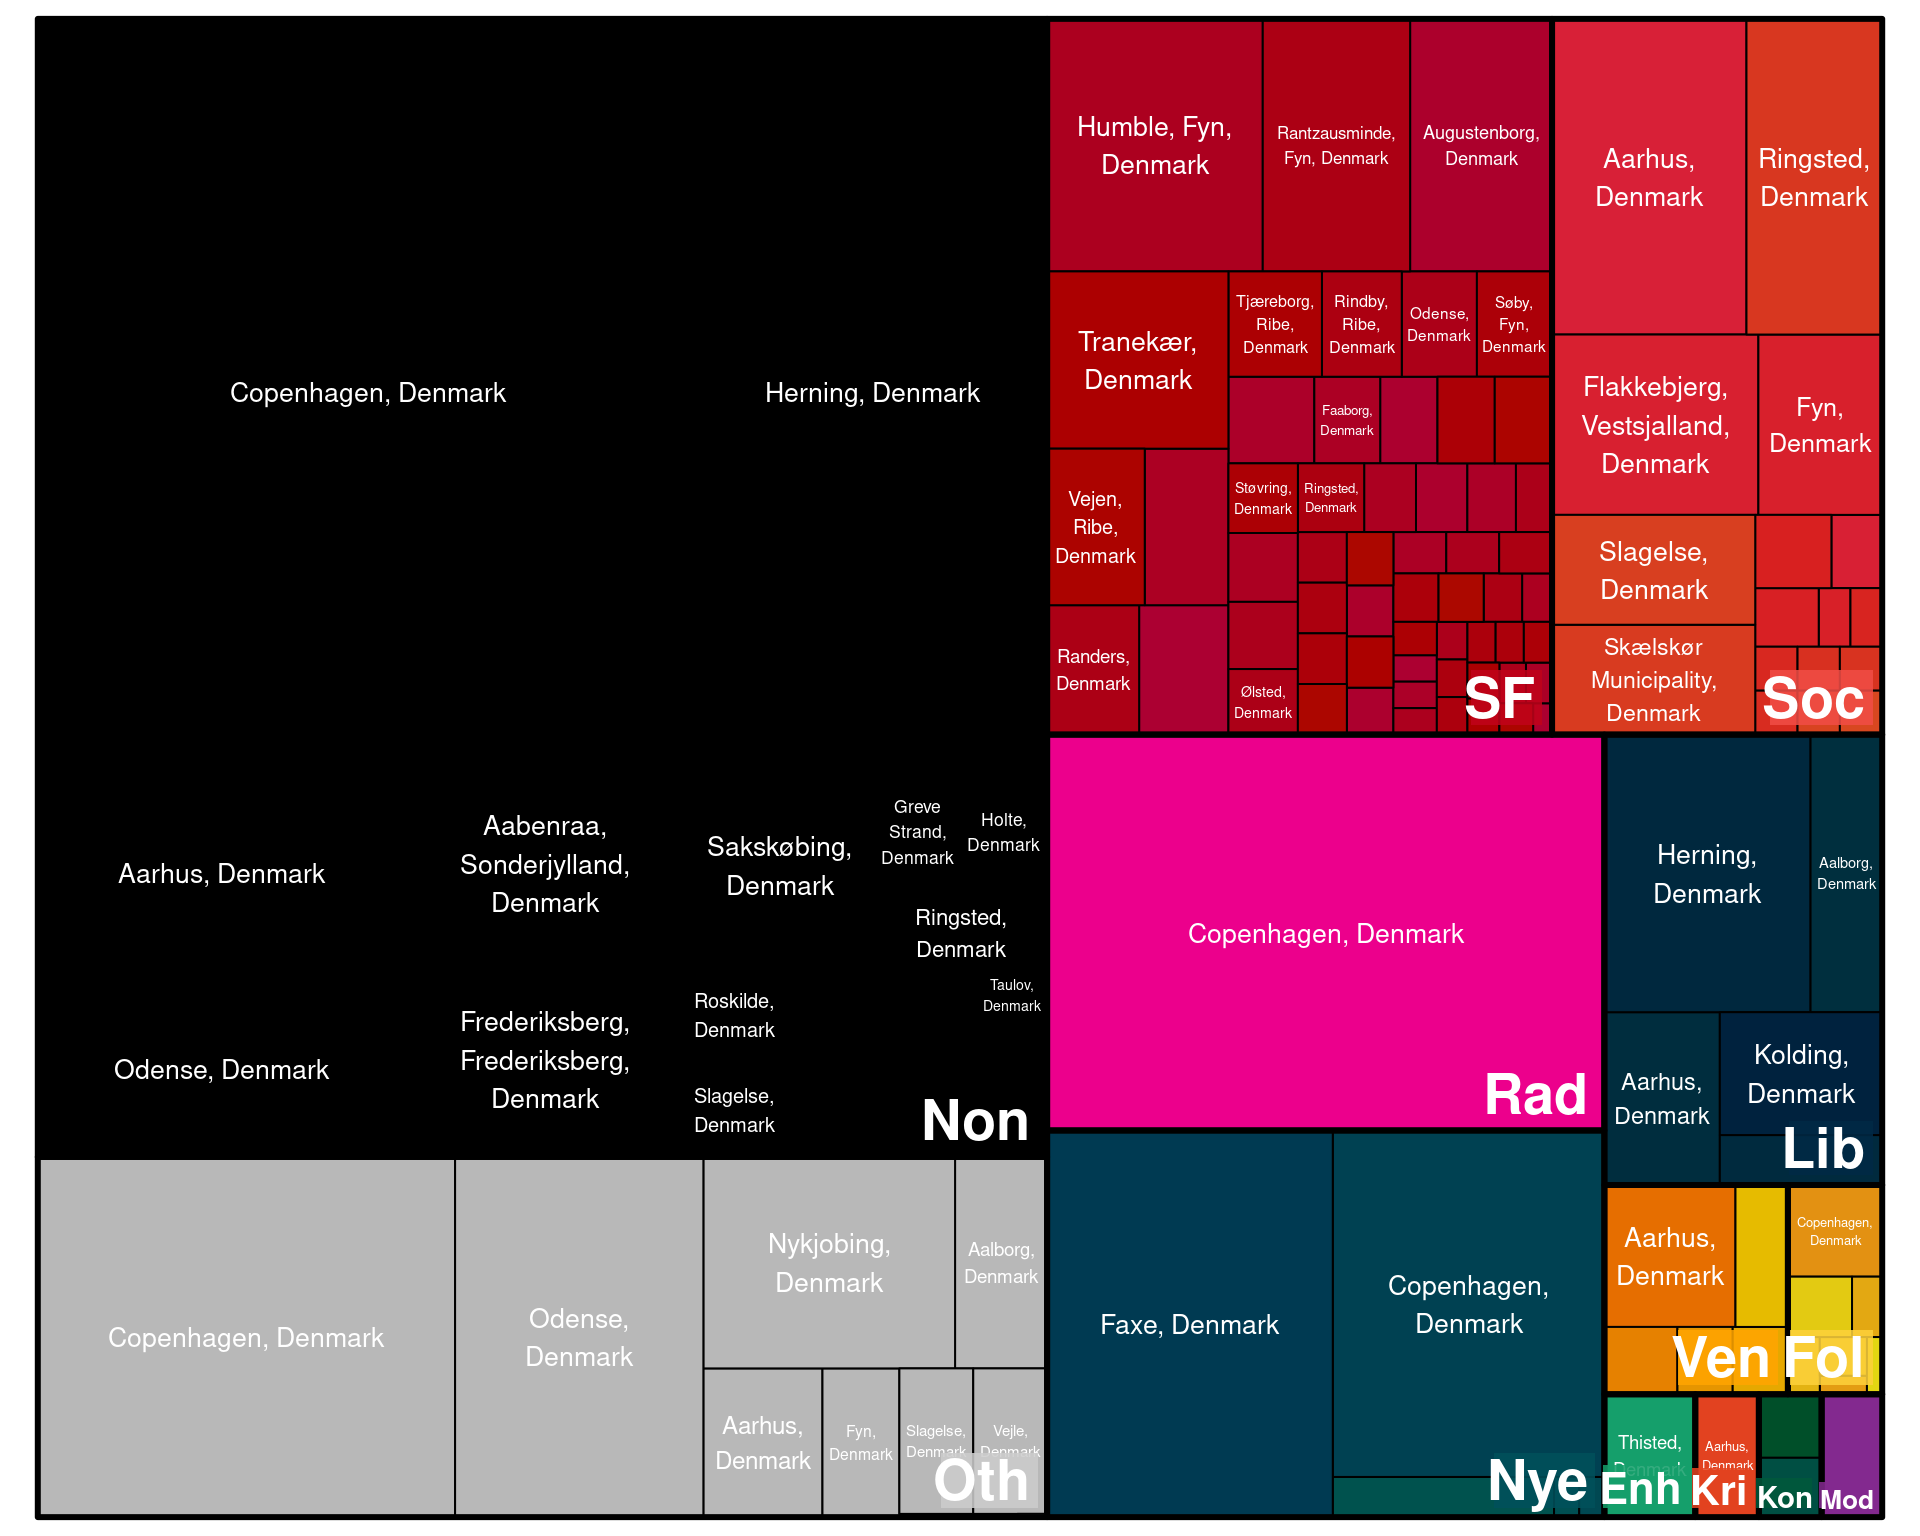 Copenhagen, Denmark
Herning, Denmark
Aarhus, Denmark
Aabenraa,
Sonderjylland,
Denmark
Sakskøbing,
Denmark
Greve
Strand,
Denmark
Holte,
Denmark
Ringsted,
Denmark
Taulov,
Denmark
Odense, Denmark
Frederiksberg,
Frederiksberg,
Denmark
Roskilde,
Denmark
Slagelse,
Denmark
Non
Copenhagen, Denmark
Odense,
Denmark
Nykjobing,
Denmark
Aalborg,
Denmark
Aarhus,
Denmark
Fyn,
Denmark
Slagelse,
Denmark
Vejle,
Denmark
Oth
Humble, Fyn,
Denmark
Rantzausminde,
Fyn, Denmark
Augustenborg,
Denmark
Tranekær,
Denmark
Tjæreborg,
Ribe,
Denmark
Rindby,
Ribe,
Denmark
Odense,
Denmark
Søby,
Fyn,
Denmark
Faaborg,
Denmark
Vejen,
Ribe,
Denmark
Støvring,
Denmark
Ringsted,
Denmark
Randers,
Denmark
Ølsted,
Denmark
SF
Aarhus,
Denmark
Ringsted,
Denmark
Flakkebjerg,
Vestsjalland,
Denmark
Fyn,
Denmark
Slagelse,
Denmark
Skælskør
Municipality,
Denmark
Soc
Copenhagen, Denmark
Rad
Herning,
Denmark
Aalborg,
Denmark
Aarhus,
Denmark
Kolding,
Denmark
Lib
Faxe, Denmark
Copenhagen,
Denmark
Nye
Aarhus,
Denmark
Ven
Copenhagen,
Denmark
Fol
Thisted,
Denmark
Enh
Aarhus,
Denmark
Kri
Kon
Mod